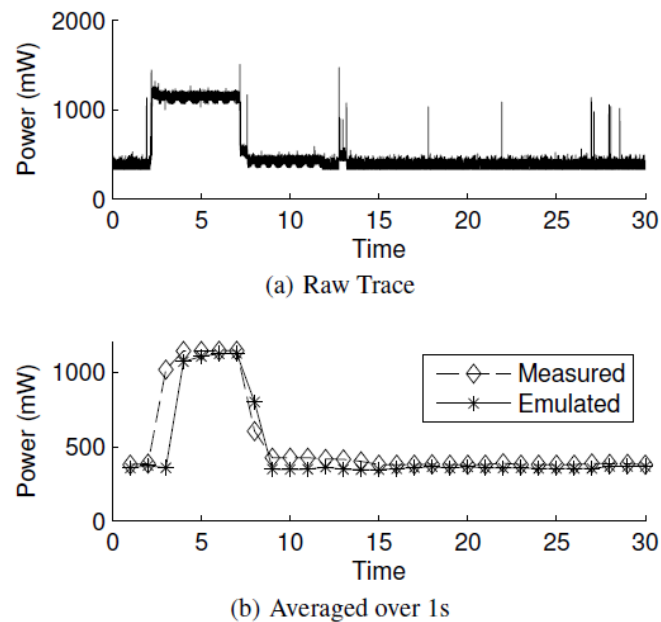 2000
1000
0
Power (mW)
0 5 10 15 20 25 30
Time
(a) Raw Trace
1000
500
0
Power (mW)
Measured
Emulated
0 5 10 15 20 25 30
Time
(b) Averaged over 1s